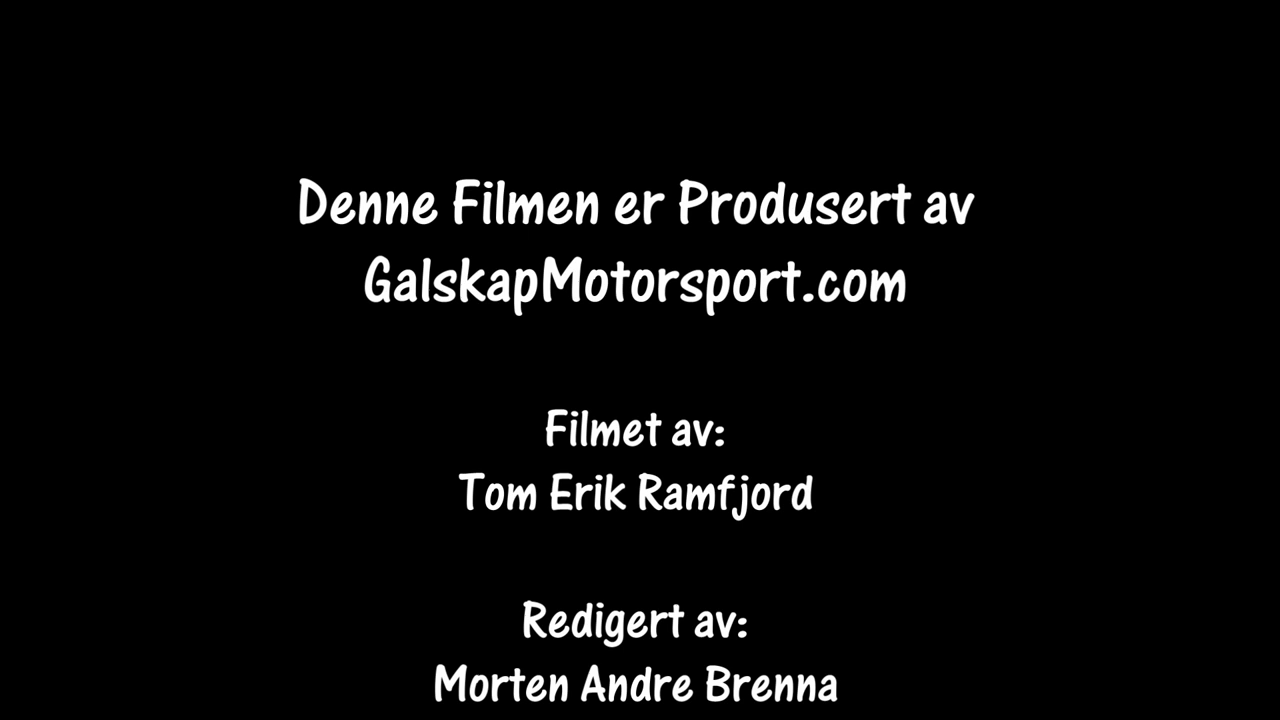 Denne Filmen er Produsert av
GalskapMotorsport.com
Filmet av:
Tom Erik Ramfjord
Redigert av:
Morten Andre Brenna